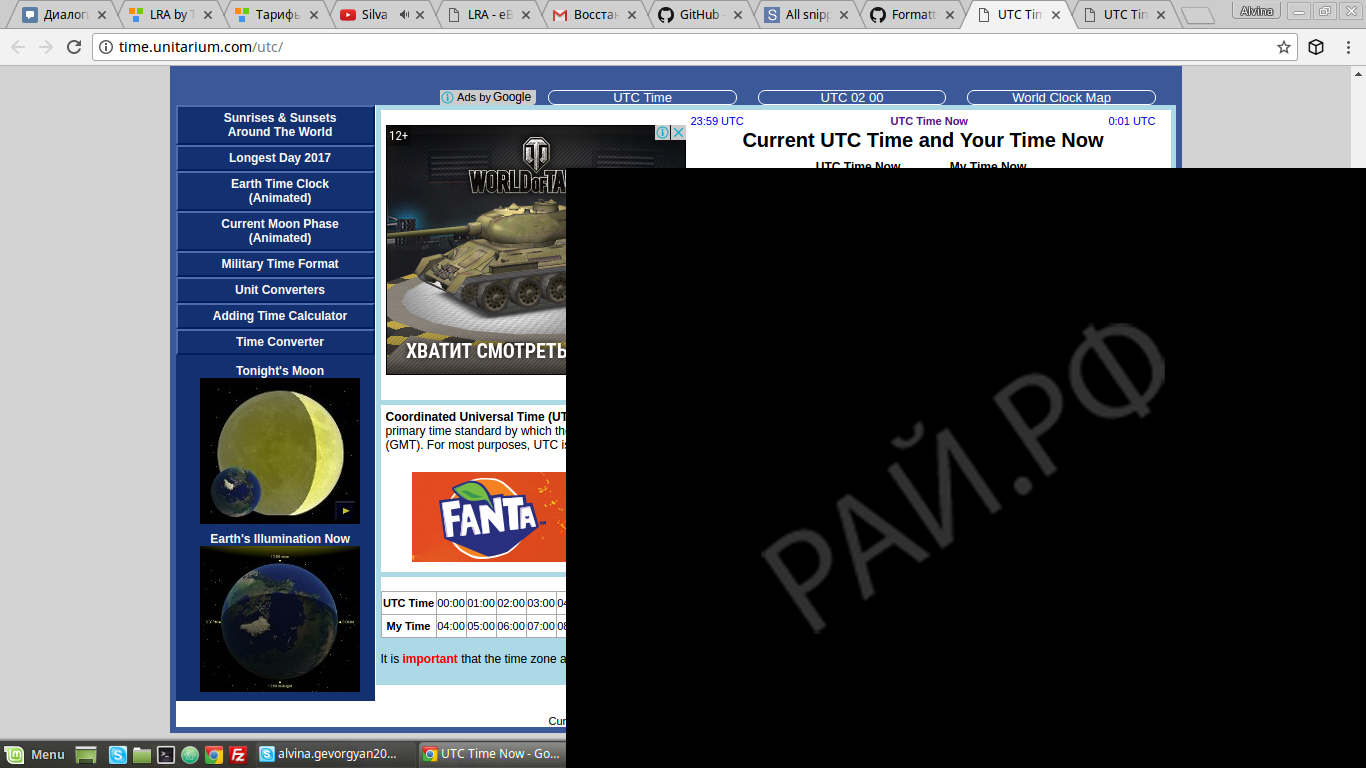 Диалоги
LRA by T
Тарифы
Silva
LRA - eB
Восстан
GitHub -
All snipp
Formatt
UTC Tim
UTC Tim
Alvina
time.unitarium.com/utc/
Ads by Google
UTC Time
UTC 02 00
World Clock Map
Sunrises & Sunsets
Around The World
Longest Day 2017
Earth Time Clock
(Animated)
Current Moon Phase
(Animated)
Military Time Format
Unit Converters
Adding Time Calculator
Time Converter
Tonight's Moon
Earth's Illumination Now
12+
WORLD OF TA
ХВАТИТ СМОТРЕТЬ
23:59 UTC
UTC Time Now
0:01 UTC
Current UTC Time and Your Time Now
UTC Time Now
My Time Now
Coordinated Universal Time (UT
primary time standard by which the
(GMT). For most purposes, UTC is
FANTA
UTC Time 00:00 01:00 02:00 03:00 04
My Time 04:00 05:00 06:00 07:00 08
It is important that the time zone a
Cur
РАЙ.РФ
Menu
alvina.gevorgyan20...
UTC Time Now - Go...